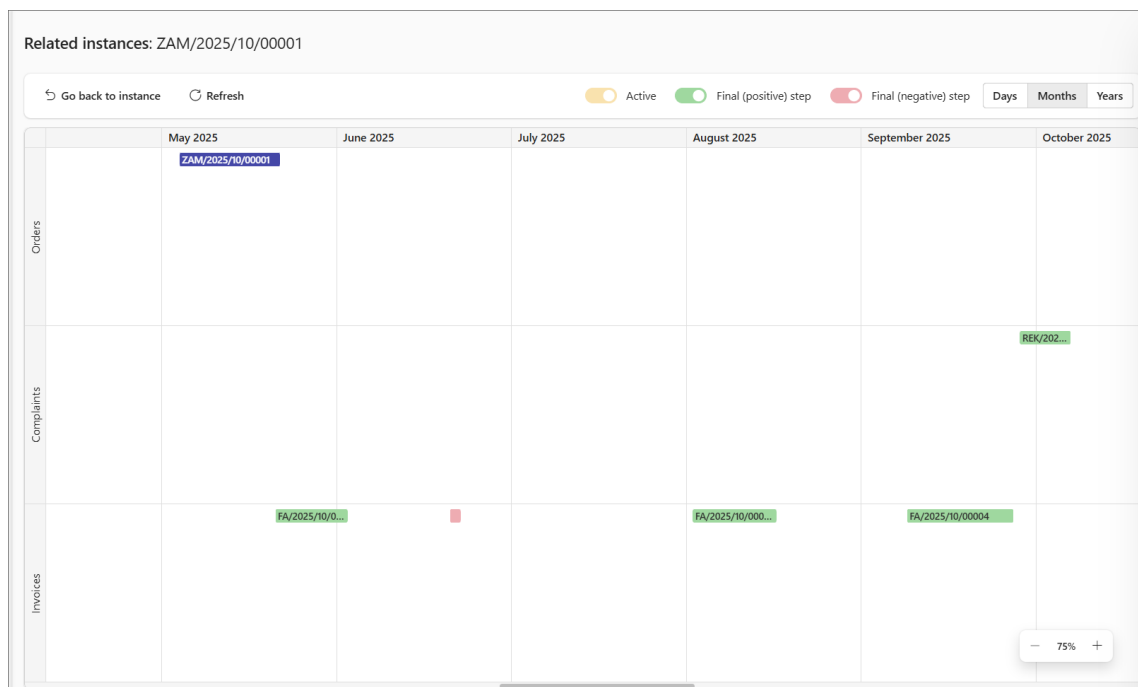 Related instances: ZAM/2025/10/00001
Go back to instance Refresh Active Final (positive) step Final (negative) step Days Months Years
May 2025 June 2025 July 2025 August 2025 September 2025 October 2025
ZAM/2025/10/00001
Orders
REK/202...
Complaints
FA/2025/10/0... FA/2025/10/000... FA/2025/10/00004
Invoices
75%